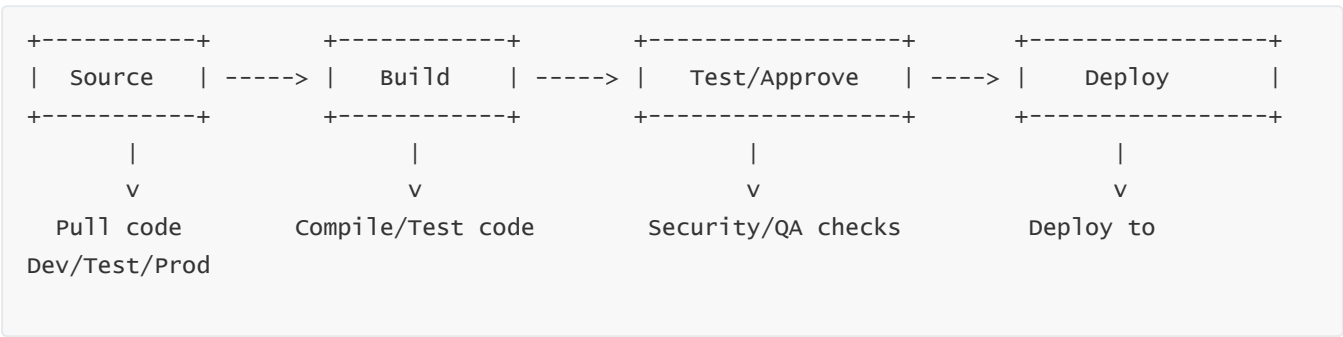 +-----------+          +------------+          +------------------+       +-----------------+
|  Source   | -----> |   Build    | -----> |   Test/Approve   | ----> |    Deploy       |
+-----------+          +------------+          +------------------+       +-----------------+
       |                    |                        |                          |
       v                    v                        v                          v
  Pull code        Compile/Test code        Security/QA checks         Deploy to
Dev/Test/Prod